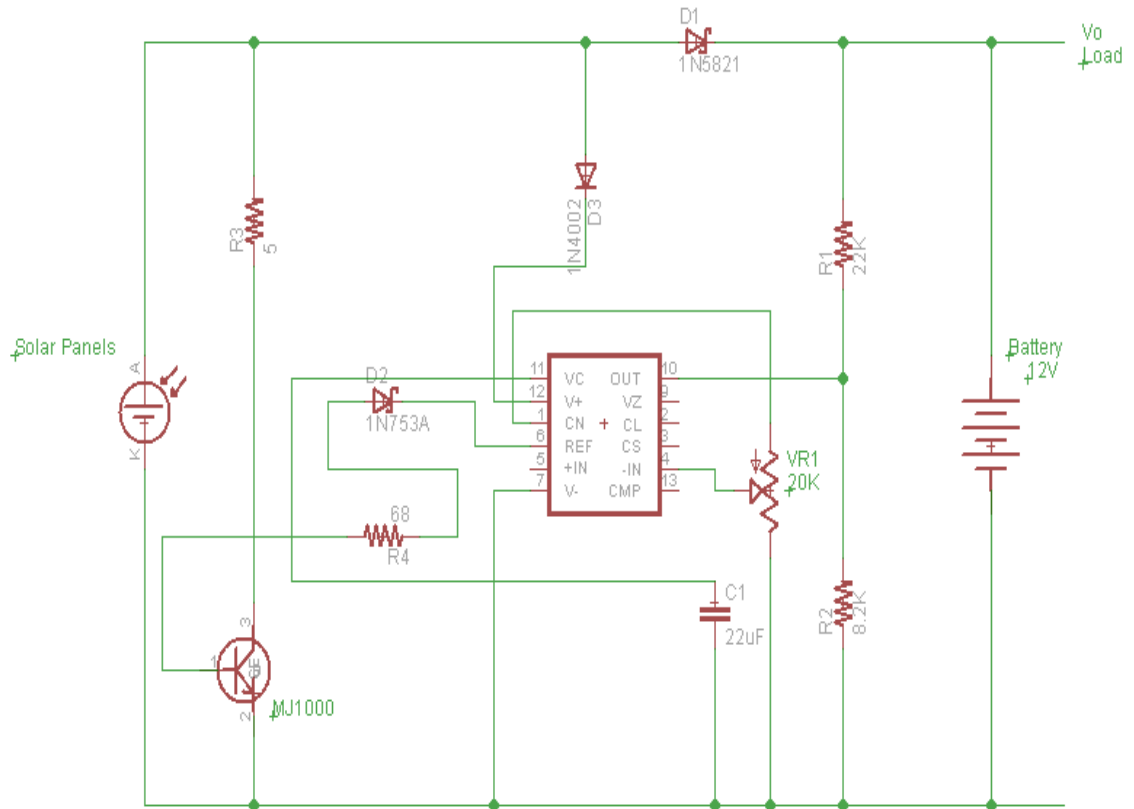 D1
1N5821
Vo
Load
R3
5
1N4002
D3
R1
22K
Solar Panels
A
K
D2
1N753A
11 VC OUT 10
12 V+ VZ 9
1 CN CL 2
6 REF CS 3
5 +IN -IN 4
7 V- CMP 13
VR1
20K
Battery
12V
68
R4
C1
22uF
R2
8.2K
3
1
2
MJ1000